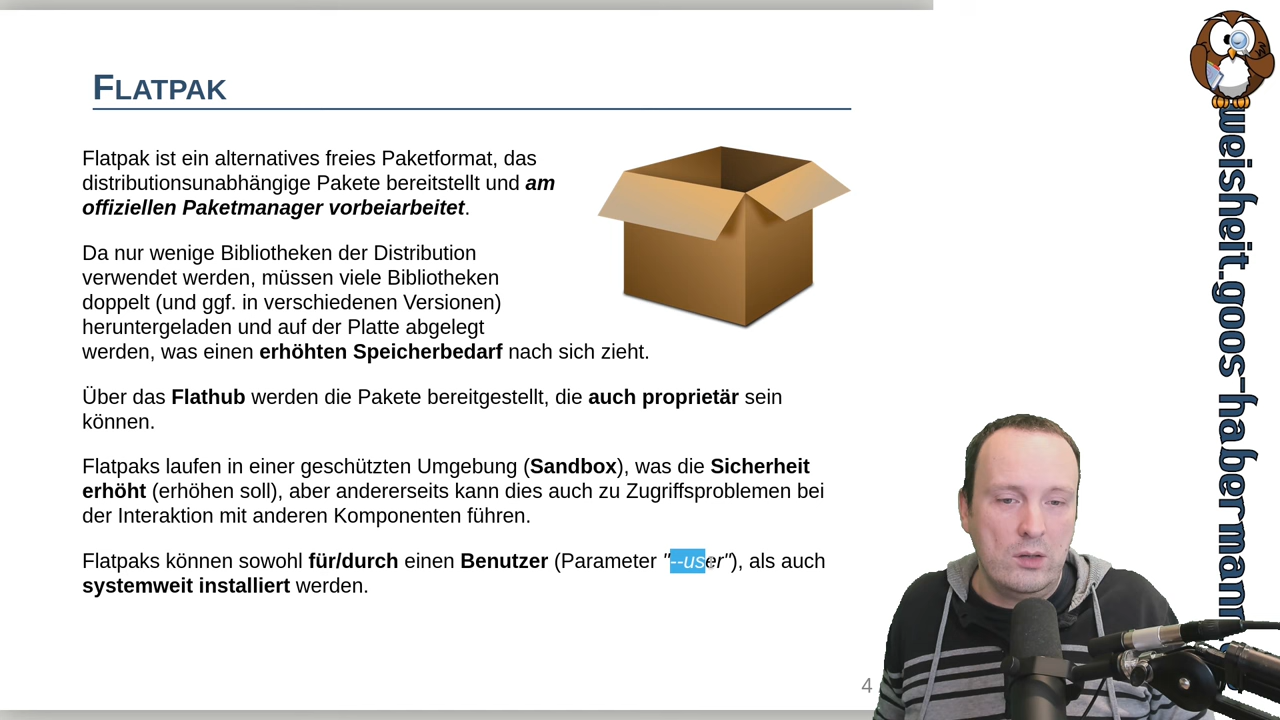 FLATPAK
Flatpak ist ein alternatives freies Paketformat, das
distributionsunabhängige Pakete bereitstellt und am
offiziellen Paketmanager vorbeiarbeitet.
Da nur wenige Bibliotheken der Distribution
verwendet werden, müssen viele Bibliotheken
doppelt (und ggf. in verschiedenen Versionen)
heruntergeladen und auf der Platte abgelegt
werden, was einen erhöhten Speicherbedarf nach sich zieht.
Über das Flathub werden die Pakete bereitgestellt, die auch proprietär sein
können.
Flatpaks laufen in einer geschützten Umgebung (Sandbox), was die Sicherheit
erhöht (erhöhen soll), aber andererseits kann dies auch zu Zugriffsproblemen bei
der Interaktion mit anderen Komponenten führen.
Flatpaks können sowohl für/durch einen Benutzer (Parameter "--user"), als auch
systemweit installiert werden.
4